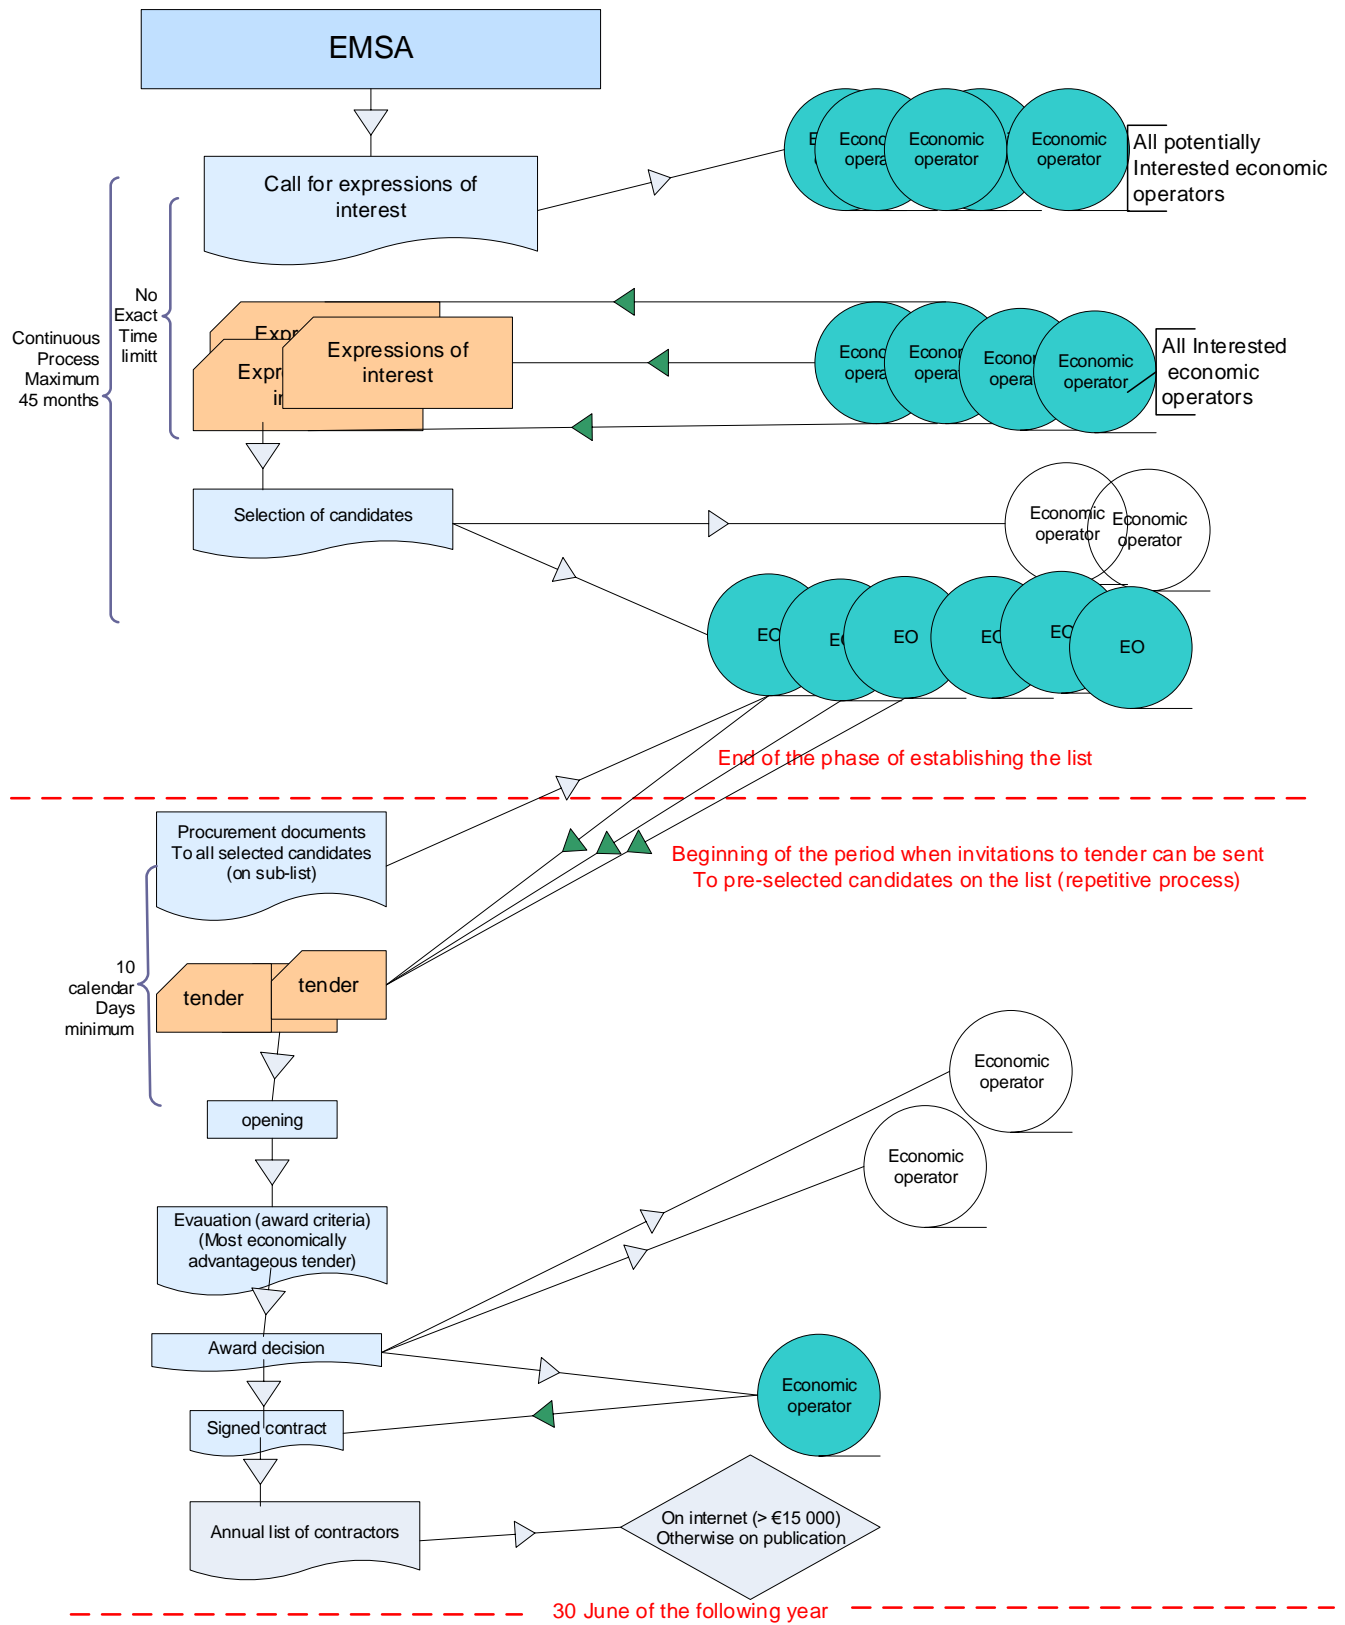 EMSA
Call for expressions of
interest
Econo
opera
Economic
operator
Economic
operator
All potentially
Interested economic
operators
No
Exact
Time
limitt
Continuous
Process
Maximum
45 months
Expressions of
interest
Economic
operator
All Interested
economic
operators
Selection of candidates
Economic
operator
Economic
operator
EO
EO
EO
EO
EO
EO
End of the phase of establishing the list
Procurement documents
To all selected candidates
(on sub-list)
Beginning of the period when invitations to tender can be sent
To pre-selected candidates on the list (repetitive process)
10
calendar
Days
minimum
tender
tender
opening
Economic
operator
Economic
operator
Evauation (award criteria)
(Most economically
advantageous tender)
Award decision
Economic
operator
Signed contract
Annual list of contractors
On internet (> €15 000)
Otherwise on publication
30 June of the following year